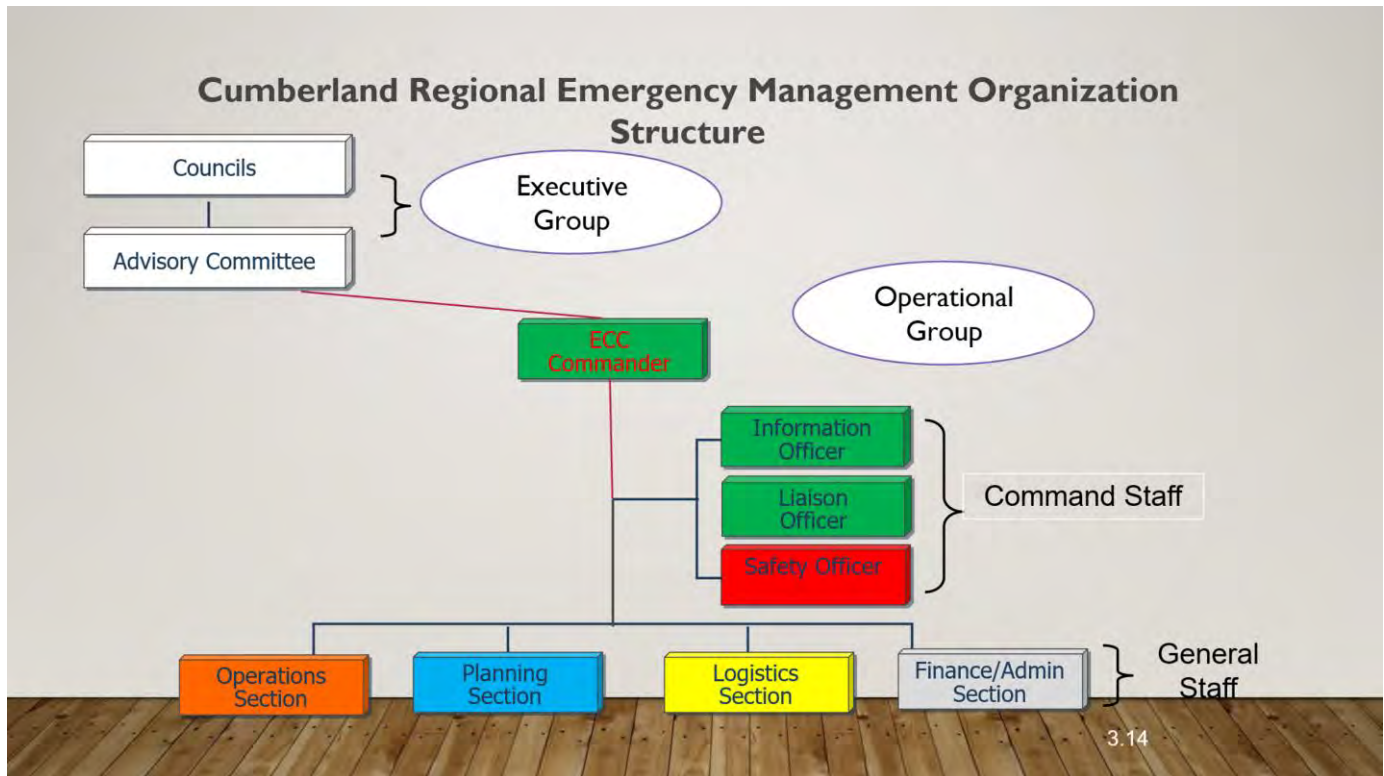 Cumberland Regional Emergency Management Organization
Structure
Councils
Executive
Group
Advisory Committee
Operational
Group
ECC
Commander
Information
Officer
Liaison
Officer
Command Staff
Safety Officer
Operations
Section
Planning
Section
Logistics
Section
Finance/Admin
Section
General
Staff
3.14